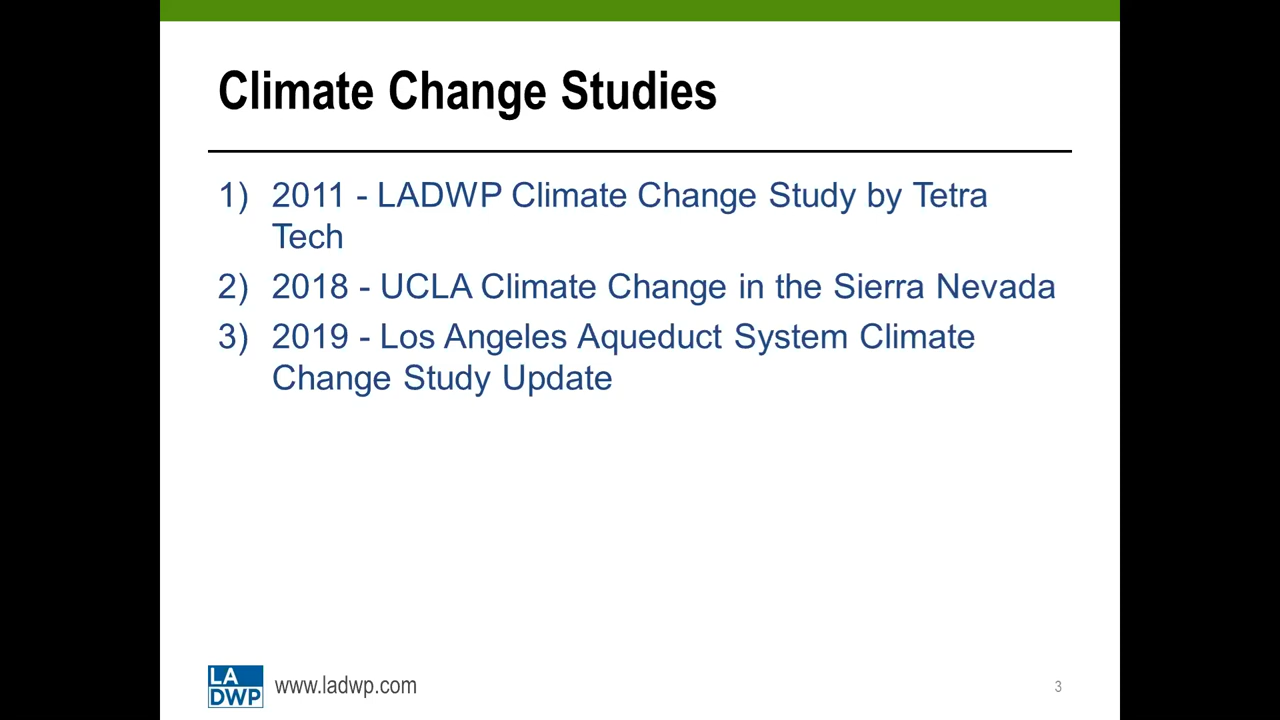 Climate Change Studies
1) 2011 - LADWP Climate Change Study by Tetra
Tech
2) 2018 - UCLA Climate Change in the Sierra Nevada
3) 2019 - Los Angeles Aqueduct System Climate
Change Study Update
LA
DWP
www.ladwp.com
3